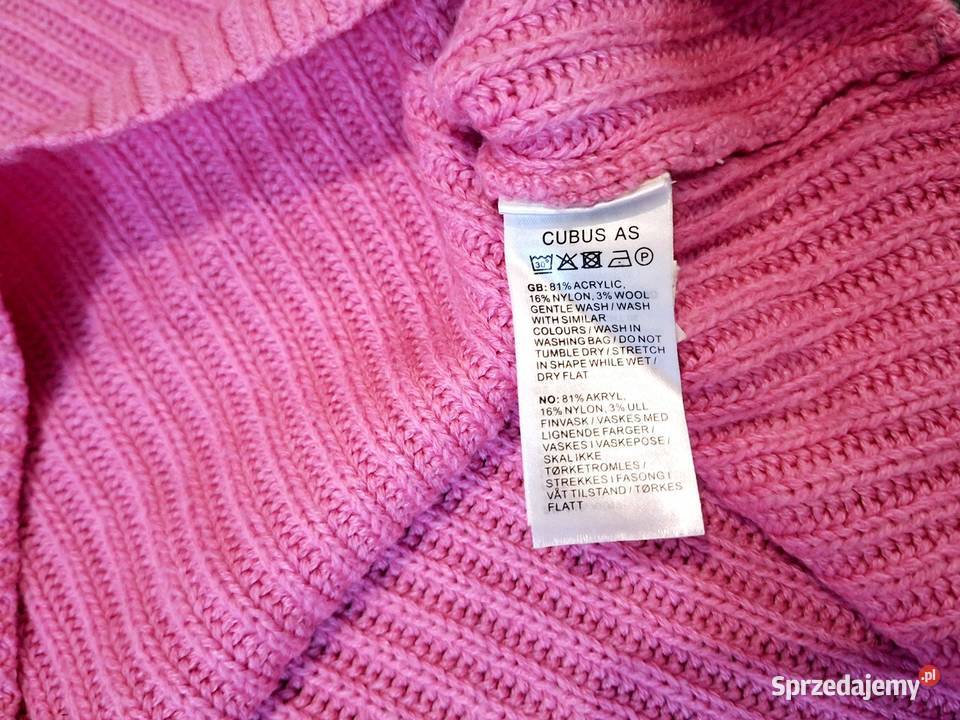 CUBUS AS
30° P
GB: 81% ACRYLIC,
16% NYLON, 3% WOOL
GENTLE WASH / WASH
WITH SIMILAR
COLOURS / WASH IN
WASHING BAG / DO NOT
TUMBLE DRY / STRETCH
IN SHAPE WHILE WET /
DRY FLAT
NO: 81% AKRYL,
16% NYLON, 3% ULL
FINVASK / VASKES MED
LIGNENDE FARGER /
VASKES I VASKEPOSE /
SKAL IKKE
TØRKETROMLES /
STREKKES I FASONG I
VÅT TILSTAND / TØRKES
FLATT
Sprzedajemy.pl